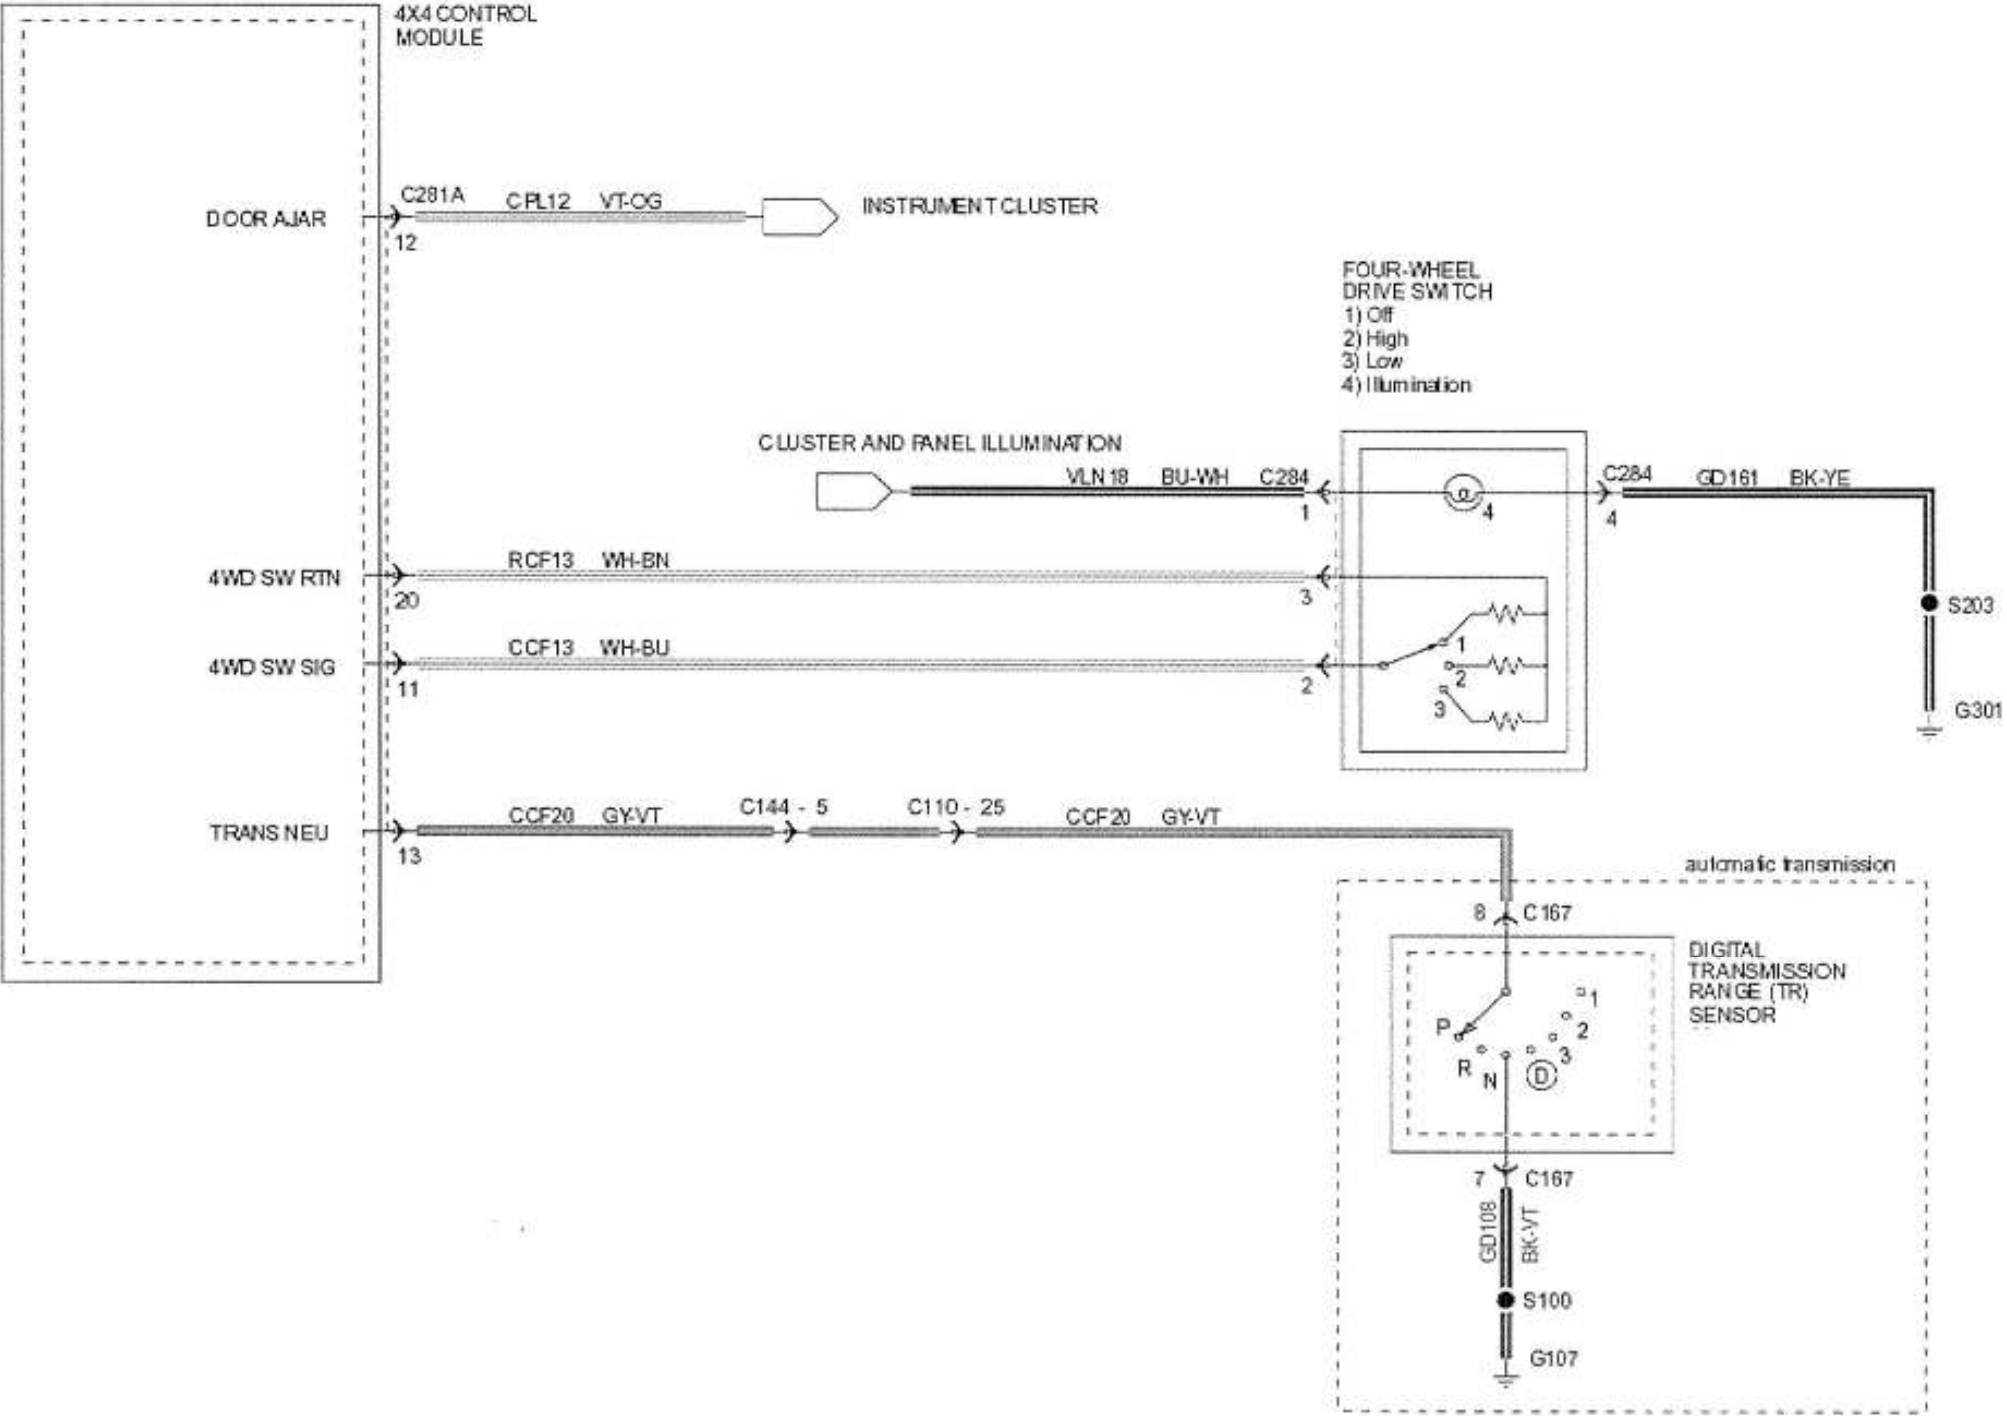 4X4 CONTROL
MODULE
DOOR AJAR
C281A
CPL12 VT-OG
12
INSTRUMENT CLUSTER
FOUR-WHEEL
DRIVE SWITCH
1) Off
2) High
3) Low
4) Illumination
CLUSTER AND PANEL ILLUMINATION
VLN18 BU-WH C284
1
4
C284 GD161 BK-YE
4
4WD SW RTN
RCF13 WH-BN
20
3
S203
4WD SW SIG
CCF13 WH-BU
11
2
1
2
3
G301
TRANS NEU
CCF20 GY-VT
13
C144 - 5
C110 - 25
CCF20 GY-VT
automatic transmission
8 C167
DIGITAL
TRANSMISSION
RANGE (TR)
SENSOR
P
R
N
D
3
2
1
7 C167
GD108
BK-VT
S100
G107